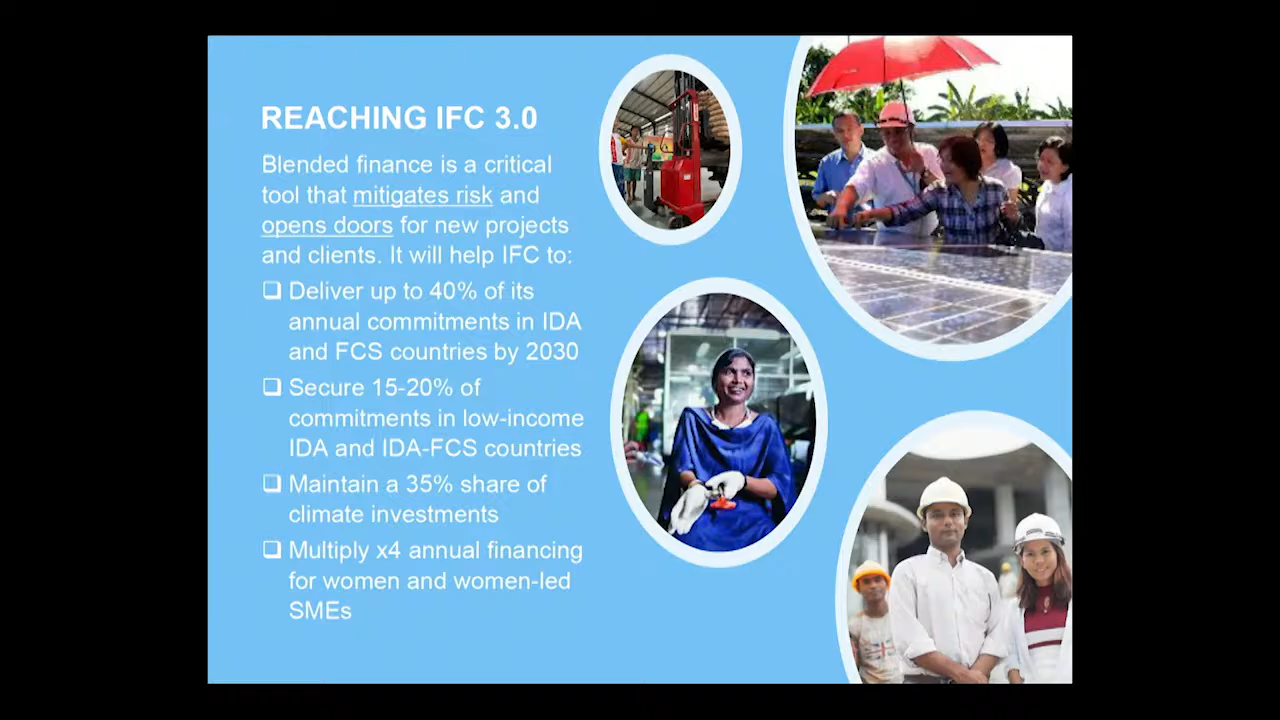 REACHING IFC 3.0
Blended finance is a critical
tool that mitigates risk and
opens doors for new projects
and clients. It will help IFC to:
❑ Deliver up to 40% of its
annual commitments in IDA
and FCS countries by 2030
❑ Secure 15-20% of
commitments in low-income
IDA and IDA-FCS countries
❑ Maintain a 35% share of
climate investments
❑ Multiply x4 annual financing
for women and women-led
SMEs